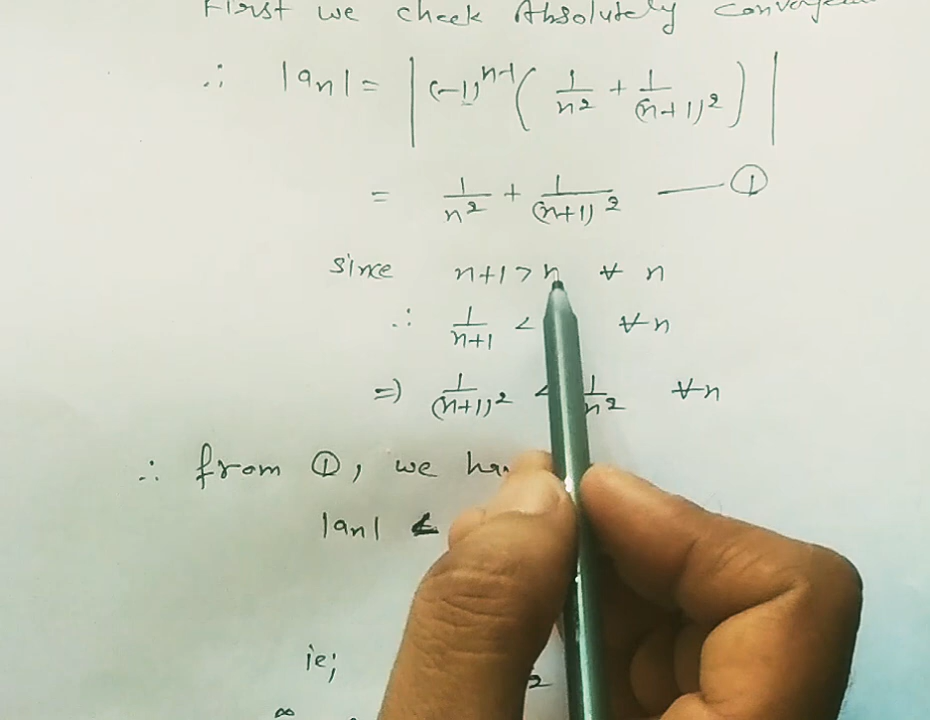 First we check Absolutely
∴ |an| = | (-1)^{n-1} ( 1/n² + 1/(n+1)² ) |
= 1/n² + 1/(n+1)² —— ①
since n+1 > n ∀ n
∴ 1/(n+1) < ∀ n
=) 1/(n+1)² < 1/n² ∀ n
∴ from ①, we
|an| <
ie; 2
∞